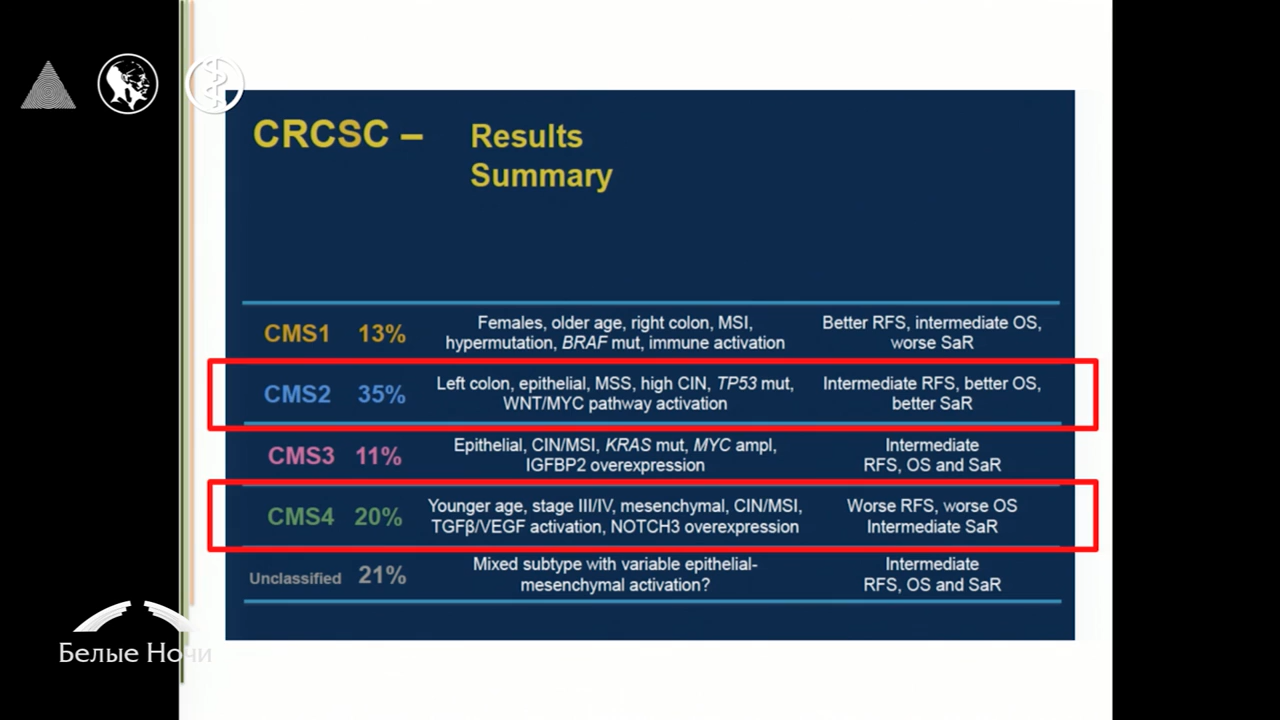 CRCSC – Results
Summary
CMS1 13% Females, older age, right colon, MSI, Better RFS, intermediate OS,
hypermutation, BRAF mut, immune activation worse SaR
CMS2 35% Left colon, epithelial, MSS, high CIN, TP53 mut, Intermediate RFS, better OS,
WNT/MYC pathway activation better SaR
CMS3 11% Epithelial, CIN/MSI, KRAS mut, MYC ampl, Intermediate
IGFBP2 overexpression RFS, OS and SaR
CMS4 20% Younger age, stage III/IV, mesenchymal, CIN/MSI, Worse RFS, worse OS
TGFβ/VEGF activation, NOTCH3 overexpression Intermediate SaR
Unclassified 21% Mixed subtype with variable epithelial- Intermediate
mesenchymal activation? RFS, OS and SaR
Белые Ночи